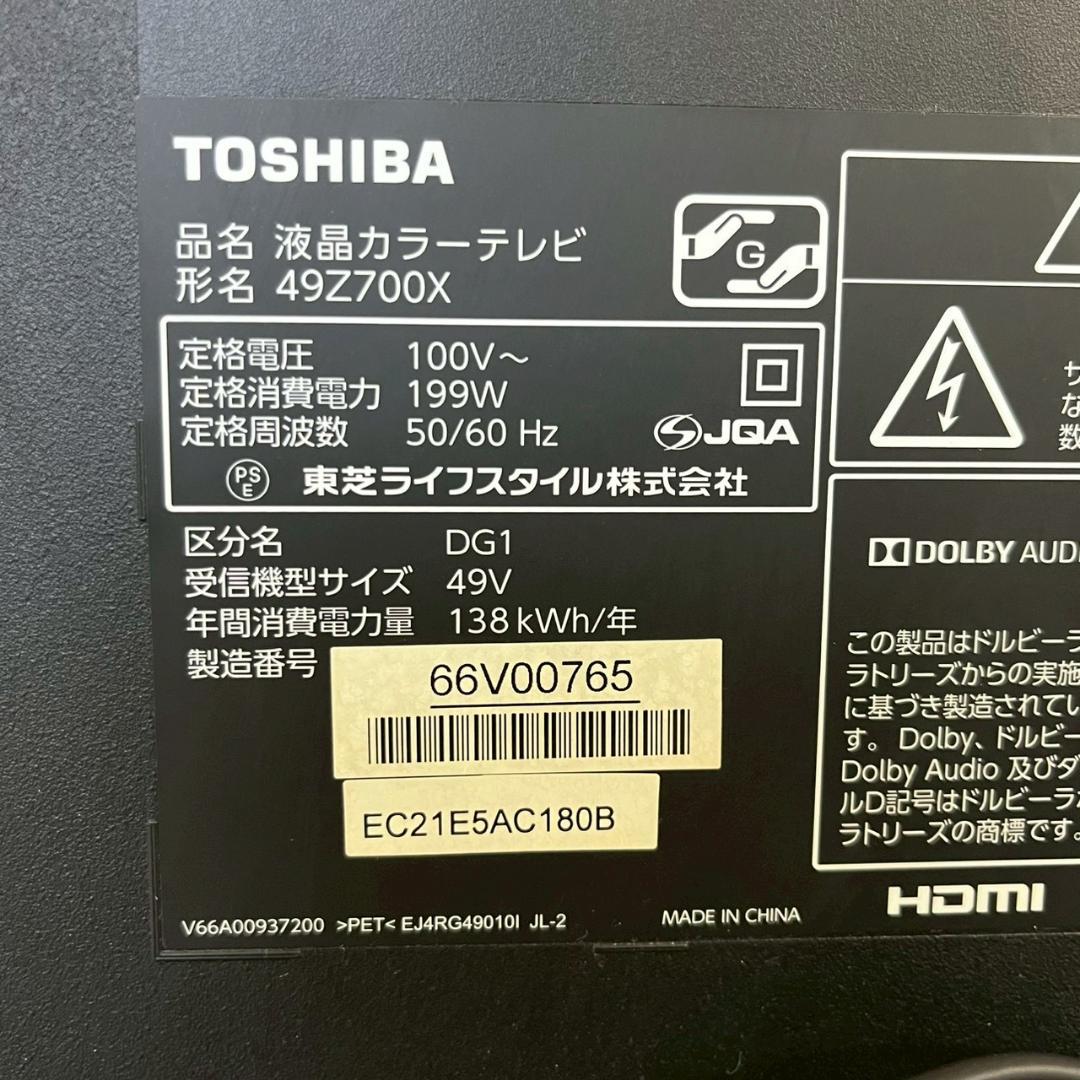 TOSHIBA
品名 液晶カラーテレビ
形名 49Z700X
G
定格電圧 100V～
定格消費電力 199W
定格周波数 50/60 Hz
JQA
PS
E
東芝ライフスタイル株式会社
区分名 DG1
受信機型サイズ 49V
年間消費電力量 138kWh/年
製造番号 66V00765
EC21E5AC180B
V66A00937200 >PET< EJ4RG49010I JL-2
MADE IN CHINA
な
数
DOLBY AUDI
この製品はドルビーラ
ラトリーズからの実施
に基づき製造されてい
す。Dolby、ドルビー
Dolby Audio 及びダ
ルD記号はドルビーラボ
ラトリーズの商標です。
HDMI